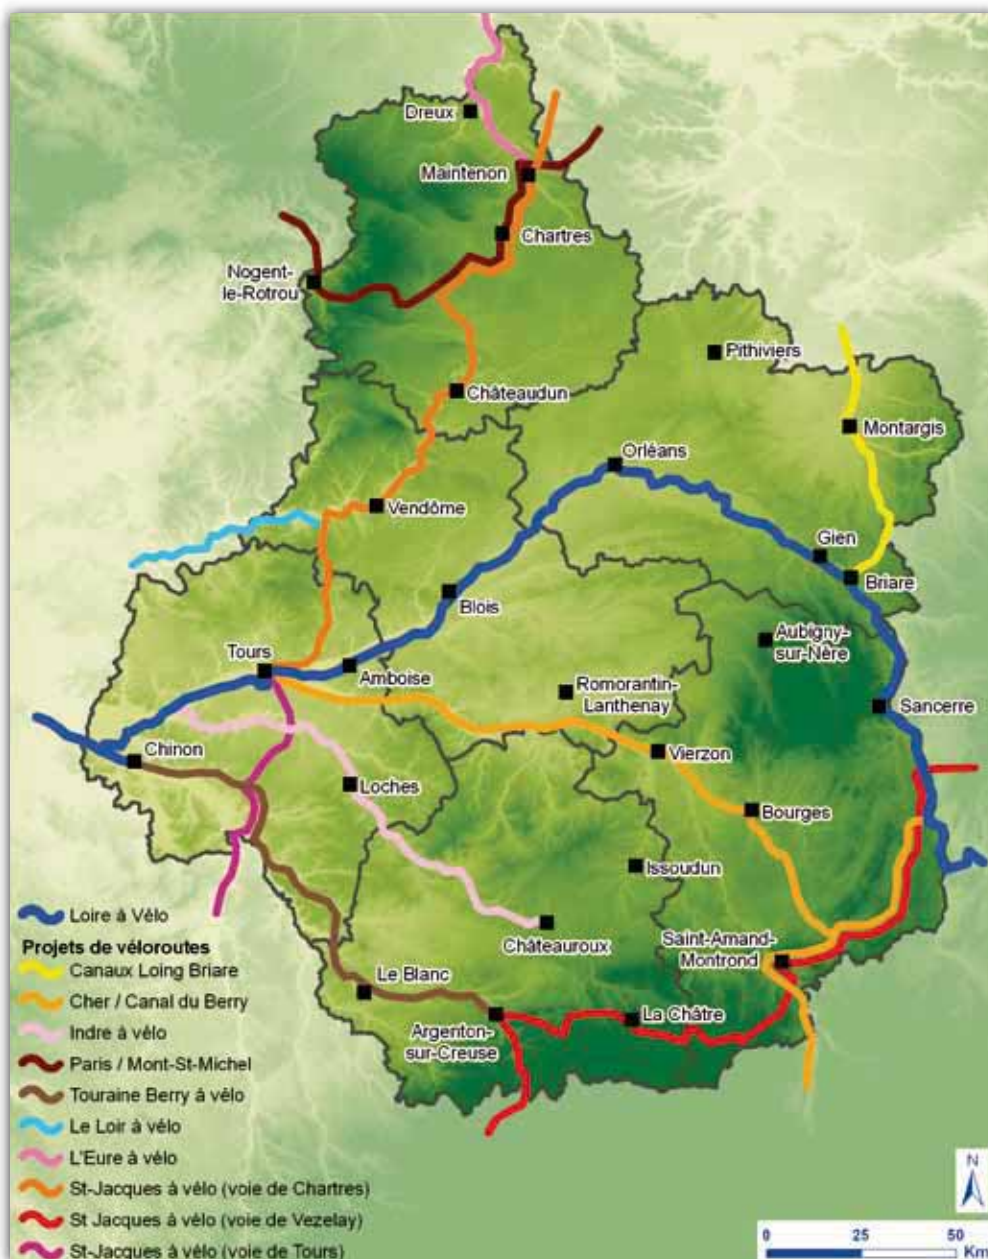 Dreux
Maintenon
Chartres
Nogent-
le-Rotrou
Pithiviers
Châteaudun
Montargis
Orléans
Vendôme
Gien
Briare
Blois
Aubigny-
sur-Nère
Tours
Amboise
Romorantin-
Lanthenay
Sancerre
Chinon
Vierzon
Loches
Bourges
Issoudun
Châteauroux
Saint-Amand-
Montrond
Le Blanc
La Châtre
Argenton-
sur-Creuse
Loire à Vélo
Projets de véloroutes
Canaux Loing Briare
Cher / Canal du Berry
Indre à vélo
Paris / Mont-St-Michel
Touraine Berry à vélo
Le Loir à vélo
L'Eure à vélo
St-Jacques à vélo (voie de Chartres)
St Jacques à vélo (voie de Vezelay)
St-Jacques à vélo (voie de Tours)
N
0 25 50
Km